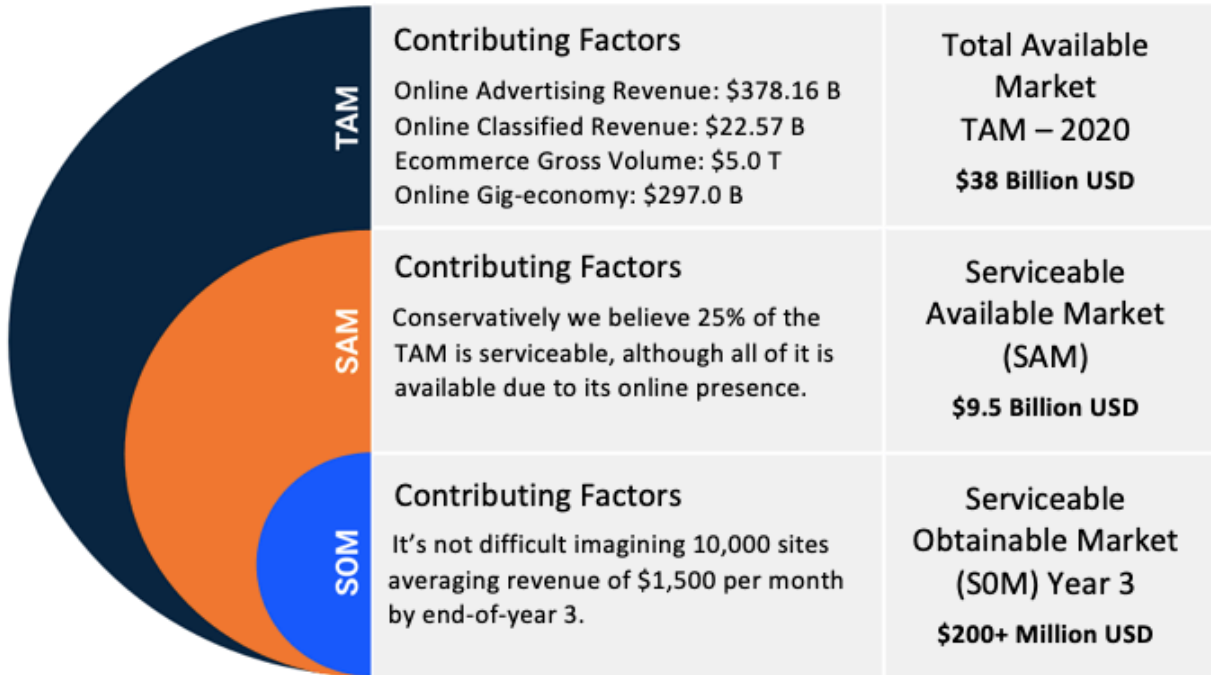 TAM
Contributing Factors
Online Advertising Revenue: $378.16 B
Online Classified Revenue: $22.57 B
Ecommerce Gross Volume: $5.0 T
Online Gig-economy: $297.0 B
Total Available
Market
TAM – 2020
$38 Billion USD
SAM
Contributing Factors
Conservatively we believe 25% of the
TAM is serviceable, although all of it is
available due to its online presence.
Serviceable
Available Market
(SAM)
$9.5 Billion USD
SOM
Contributing Factors
It's not difficult imagining 10,000 sites
averaging revenue of $1,500 per month
by end-of-year 3.
Serviceable
Obtainable Market
(S0M) Year 3
$200+ Million USD